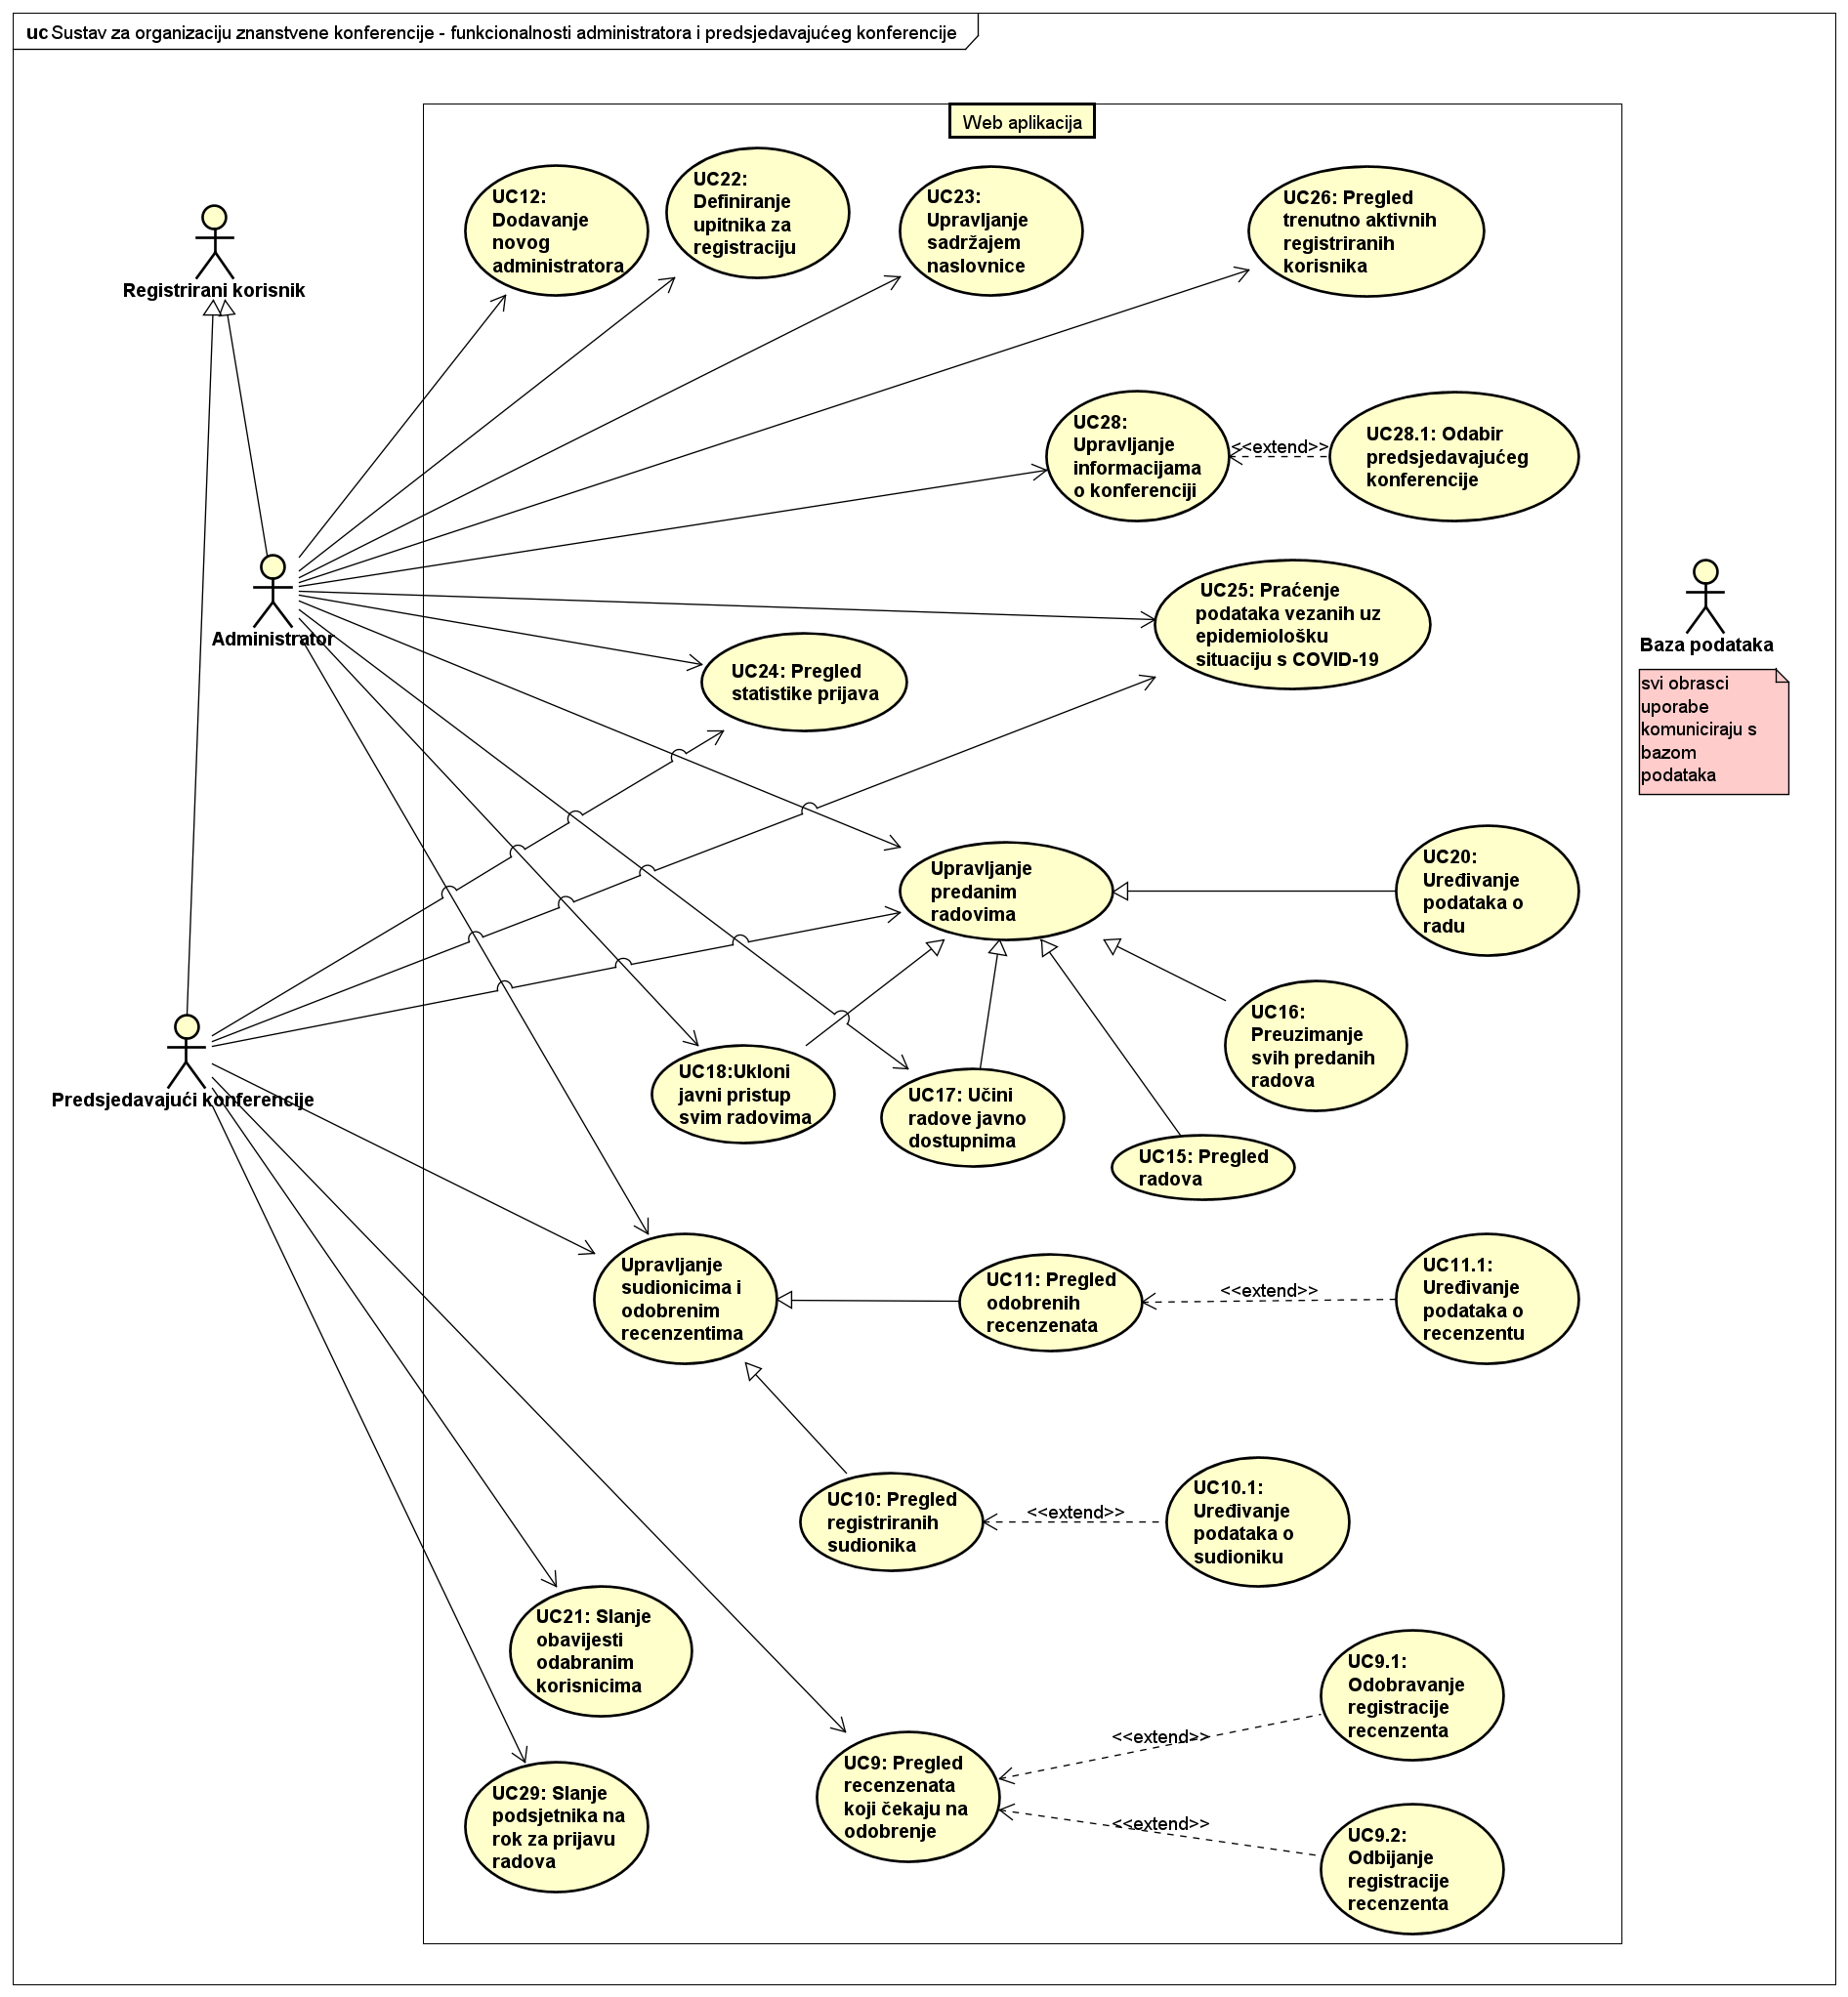 uc Sustav za organizaciju znanstvene konferencije - funkcionalnosti administratora i predsjedavajućeg konferencije
Web aplikacija
UC12:
Dodavanje
novog
administratora
UC22:
Definiranje
upitnika za
registraciju
UC23:
Upravljanje
sadržajem
naslovnice
UC26: Pregled
trenutno aktivnih
registriranih
korisnika
Registrirani korisnik
UC28:
Upravljanje
informacijama
o konferenciji
<<extend>>
UC28.1: Odabir
predsjedavajućeg
konferencije
Administrator
UC25: Praćenje
podataka vezanih uz
epidemiološku
situaciju s COVID-19
Baza podataka
svi obrasci
uporabe
komuniciraju s
bazom
podataka
UC24: Pregled
statistike prijava
Upravljanje
predanim
radovima
UC20:
Uređivanje
podataka o
radu
UC16:
Preuzimanje
svih predanih
radova
Predsjedavajući konferencije
UC18:Ukloni
javni pristup
svim radovima
UC17: Učini
radove javno
dostupnima
UC15: Pregled
radova
Upravljanje
sudionicima i
odobrenim
recenzentima
UC11: Pregled
odobrenih
recenzenata
<<extend>>
UC11.1:
Uređivanje
podataka o
recenzentu
UC10: Pregled
registriranih
sudionika
<<extend>>
UC10.1:
Uređivanje
podataka o
sudioniku
UC21: Slanje
obavijesti
odabranim
korisnicima
UC9.1:
Odobravanje
registracije
recenzenta
<<extend>>
UC9: Pregled
recenzenata
koji čekaju na
odobrenje
UC29: Slanje
podsjetnika na
rok za prijavu
radova
<<extend>>
UC9.2:
Odbijanje
registracije
recenzenta